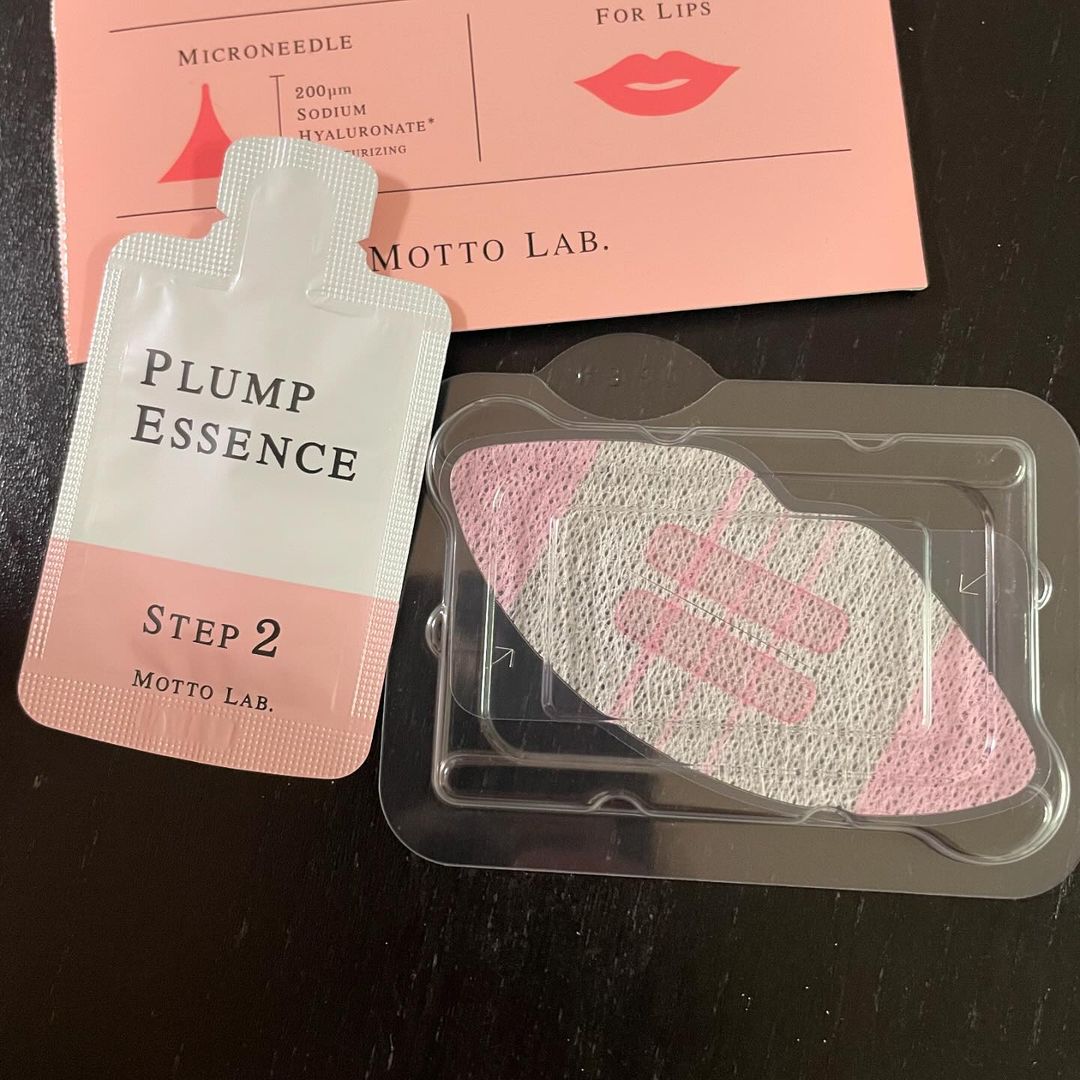 MICRONEEDLE
200μm
SODIUM
HYALURONATE*
FOR LIPS
MOTTO LAB.
PLUMP
ESSENCE
STEP 2
MOTTO LAB.